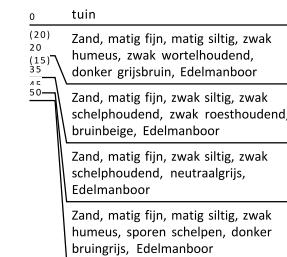 0 tuin
(20)
20
(15)
35
45
50
Zand, matig fijn, matig siltig, zwak
humeus, zwak wortelhoudend,
donker grijsbruin, Edelmanboor
Zand, matig fijn, zwak siltig, zwak
schelphoudend, zwak roesthoudend,
bruinbeige, Edelmanboor
Zand, matig fijn, zwak siltig, zwak
schelphoudend, neutraalgrijs,
Edelmanboor
Zand, matig fijn, matig siltig, zwak
humeus, sporen schelpen, donker
bruingrijs, Edelmanboor